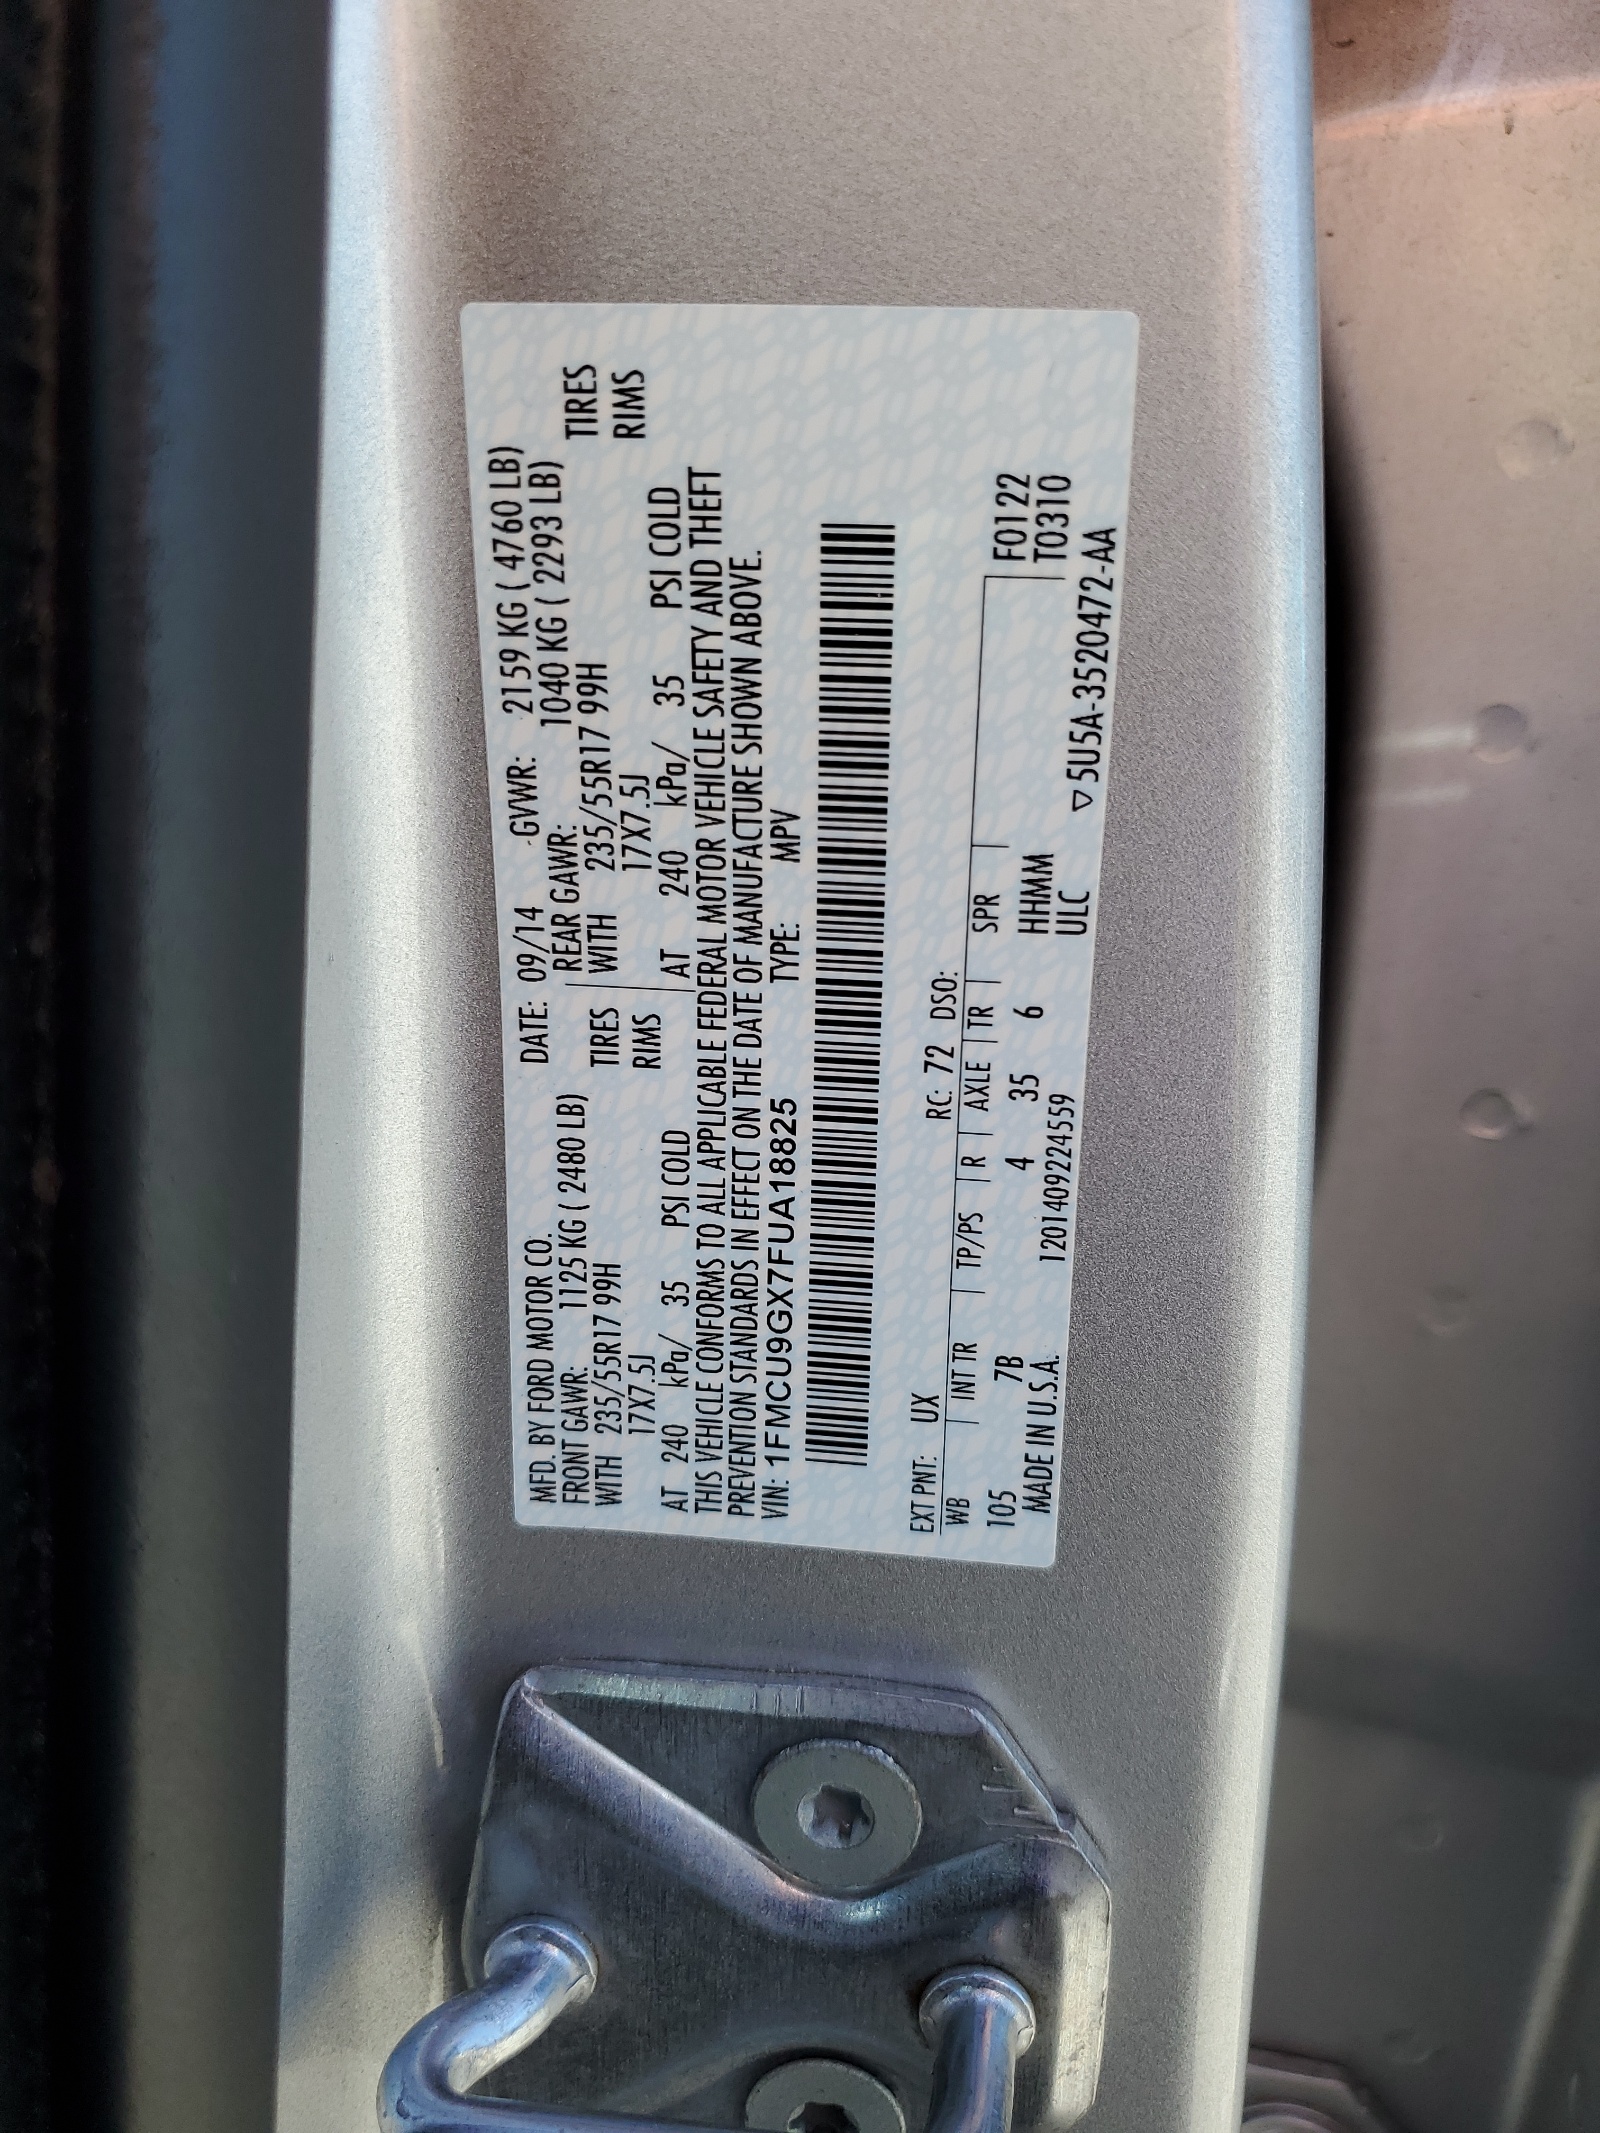 MFD. BY FORD MOTOR CO. DATE: 09/14 GVWR: 2159 KG ( 4760 LB)
FRONT GAWR: 1125 KG ( 2480 LB) REAR GAWR: 1040 KG ( 2293 LB)
WITH 235/55R17 99H TIRES WITH 235/55R17 99H TIRES
17X7.5J RIMS 17X7.5J RIMS
AT 240 kPa/ 35 PSI COLD AT 240 kPa/ 35 PSI COLD
THIS VEHICLE CONFORMS TO ALL APPLICABLE FEDERAL MOTOR VEHICLE SAFETY AND THEFT
PREVENTION STANDARDS IN EFFECT ON THE DATE OF MANUFACTURE SHOWN ABOVE.
VIN: 1FMCU9GX7FUA18825 TYPE: MPV
EXT PNT: UX RC: 72 DSO:
WB INT TR TP/PS R AXLE TR SPR F0122
105 7B 4 35 6 HHMM T0310
MADE IN U.S.A. 1201409224559 ULC ▽ 5U5A-3520472-AA